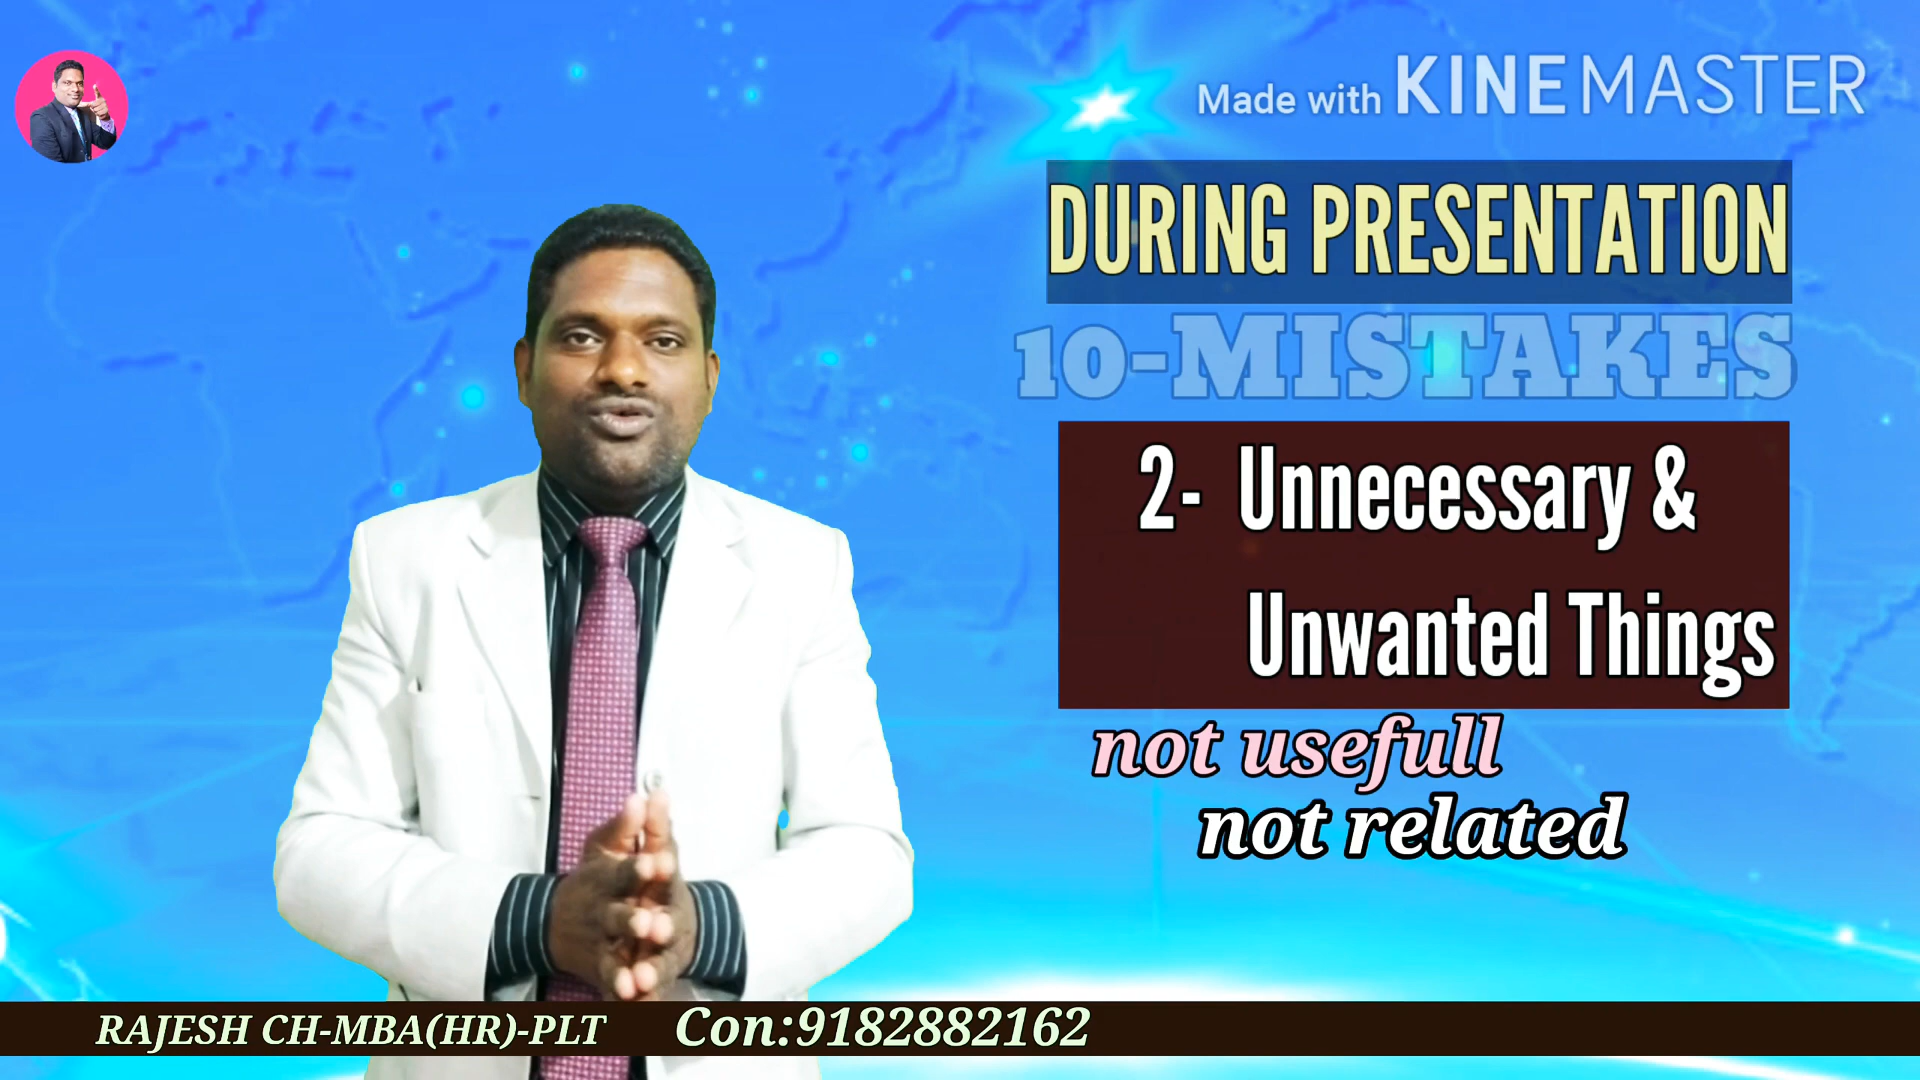 Made with KINEMASTER
DURING PRESENTATION
10-MISTAKES
2- Unnecessary &
Unwanted Things
not usefull
not related
RAJESH CH-MBA(HR)-PLT Con:9182882162